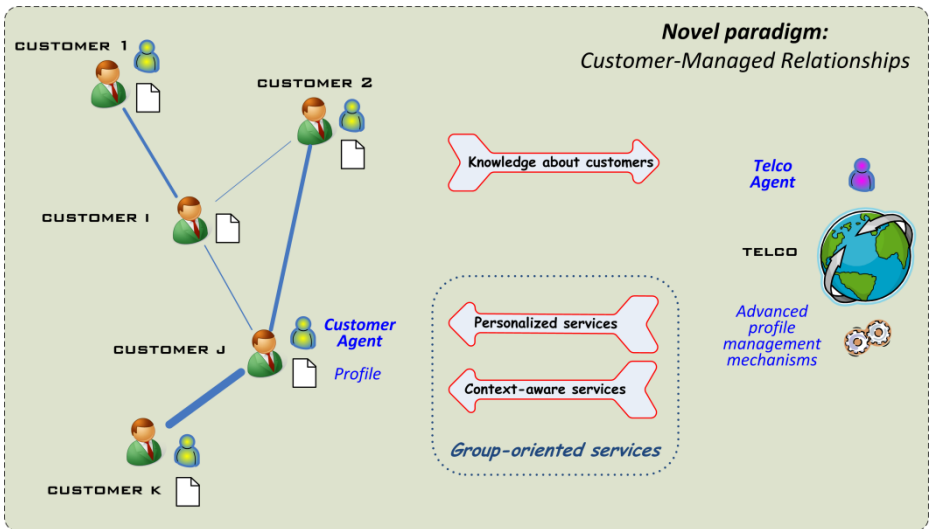 Novel paradigm:
Customer-Managed Relationships
CUSTOMER 1
CUSTOMER 2
Knowledge about customers
Telco
Agent
CUSTOMER I
TELCO
Personalized services
Customer
Agent
CUSTOMER J
Profile
Advanced
profile
management
mechanisms
Context-aware services
Group-oriented services
CUSTOMER K